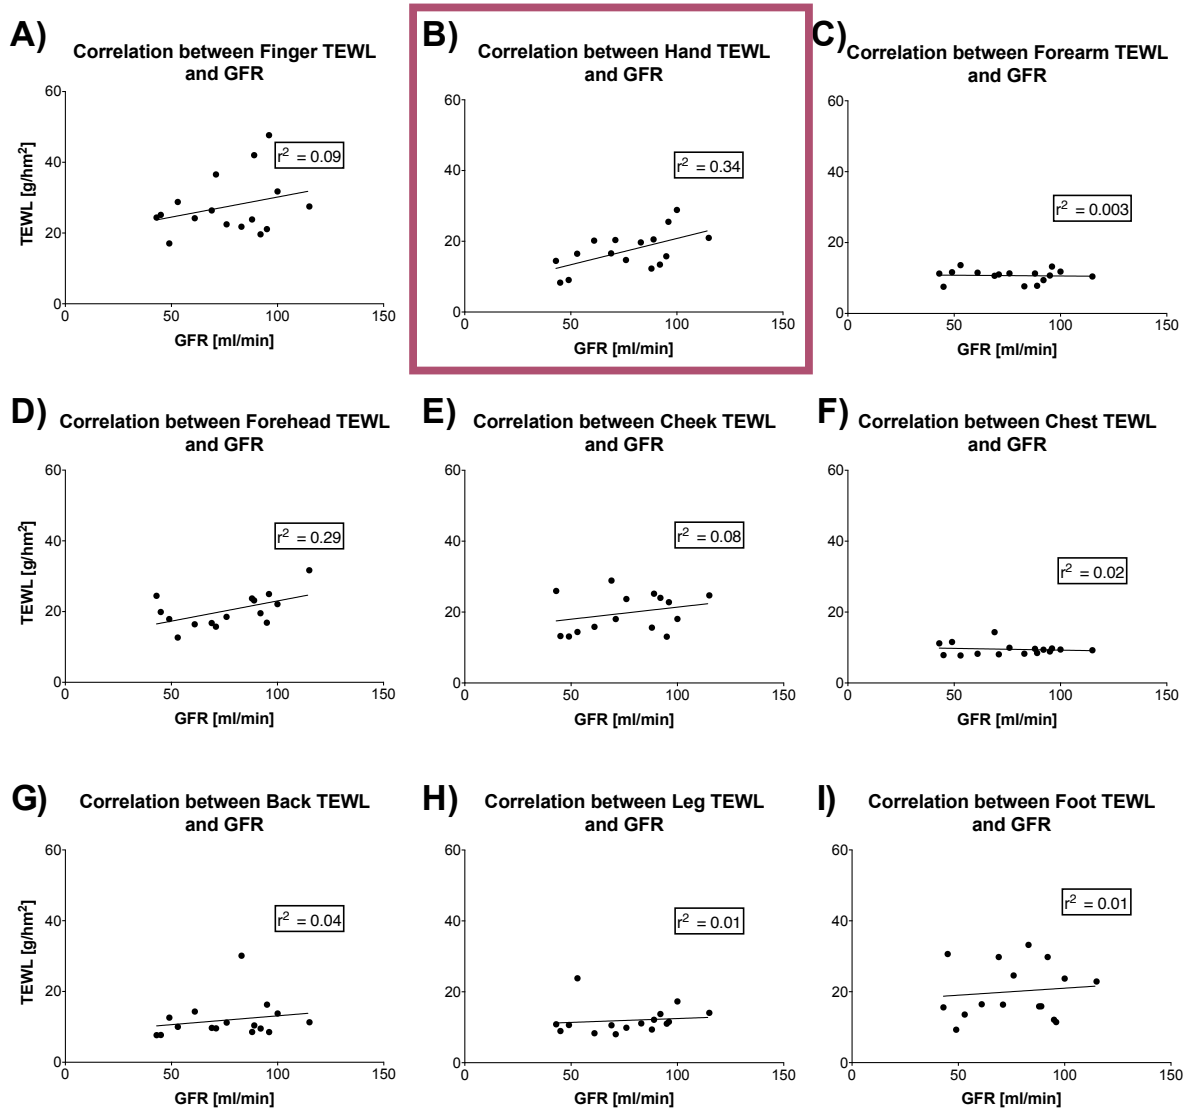 A)
Correlation between Finger TEWL
and GFR
60
40
20
0
TEWL [g/hm²]
r² = 0.09
0 50 100 150
GFR [ml/min]
B)
Correlation between Hand TEWL
and GFR
60
40
20
0
r² = 0.34
0 50 100 150
GFR [ml/min]
C)
Correlation between Forearm TEWL
and GFR
60
40
20
0
r² = 0.003
0 50 100 150
GFR [ml/min]
D)
Correlation between Forehead TEWL
and GFR
60
40
20
0
TEWL [g/hm²]
r² = 0.29
0 50 100 150
GFR [ml/min]
E)
Correlation between Cheek TEWL
and GFR
60
40
20
0
r² = 0.08
0 50 100 150
GFR [ml/min]
F)
Correlation between Chest TEWL
and GFR
60
40
20
0
r² = 0.02
0 50 100 150
GFR [ml/min]
G)
Correlation between Back TEWL
and GFR
60
40
20
0
TEWL [g/hm²]
r² = 0.04
0 50 100 150
GFR [ml/min]
H)
Correlation between Leg TEWL
and GFR
60
40
20
0
r² = 0.01
0 50 100 150
GFR [ml/min]
I)
Correlation between Foot TEWL
and GFR
60
40
20
0
r² = 0.01
0 50 100 150
GFR [ml/min]